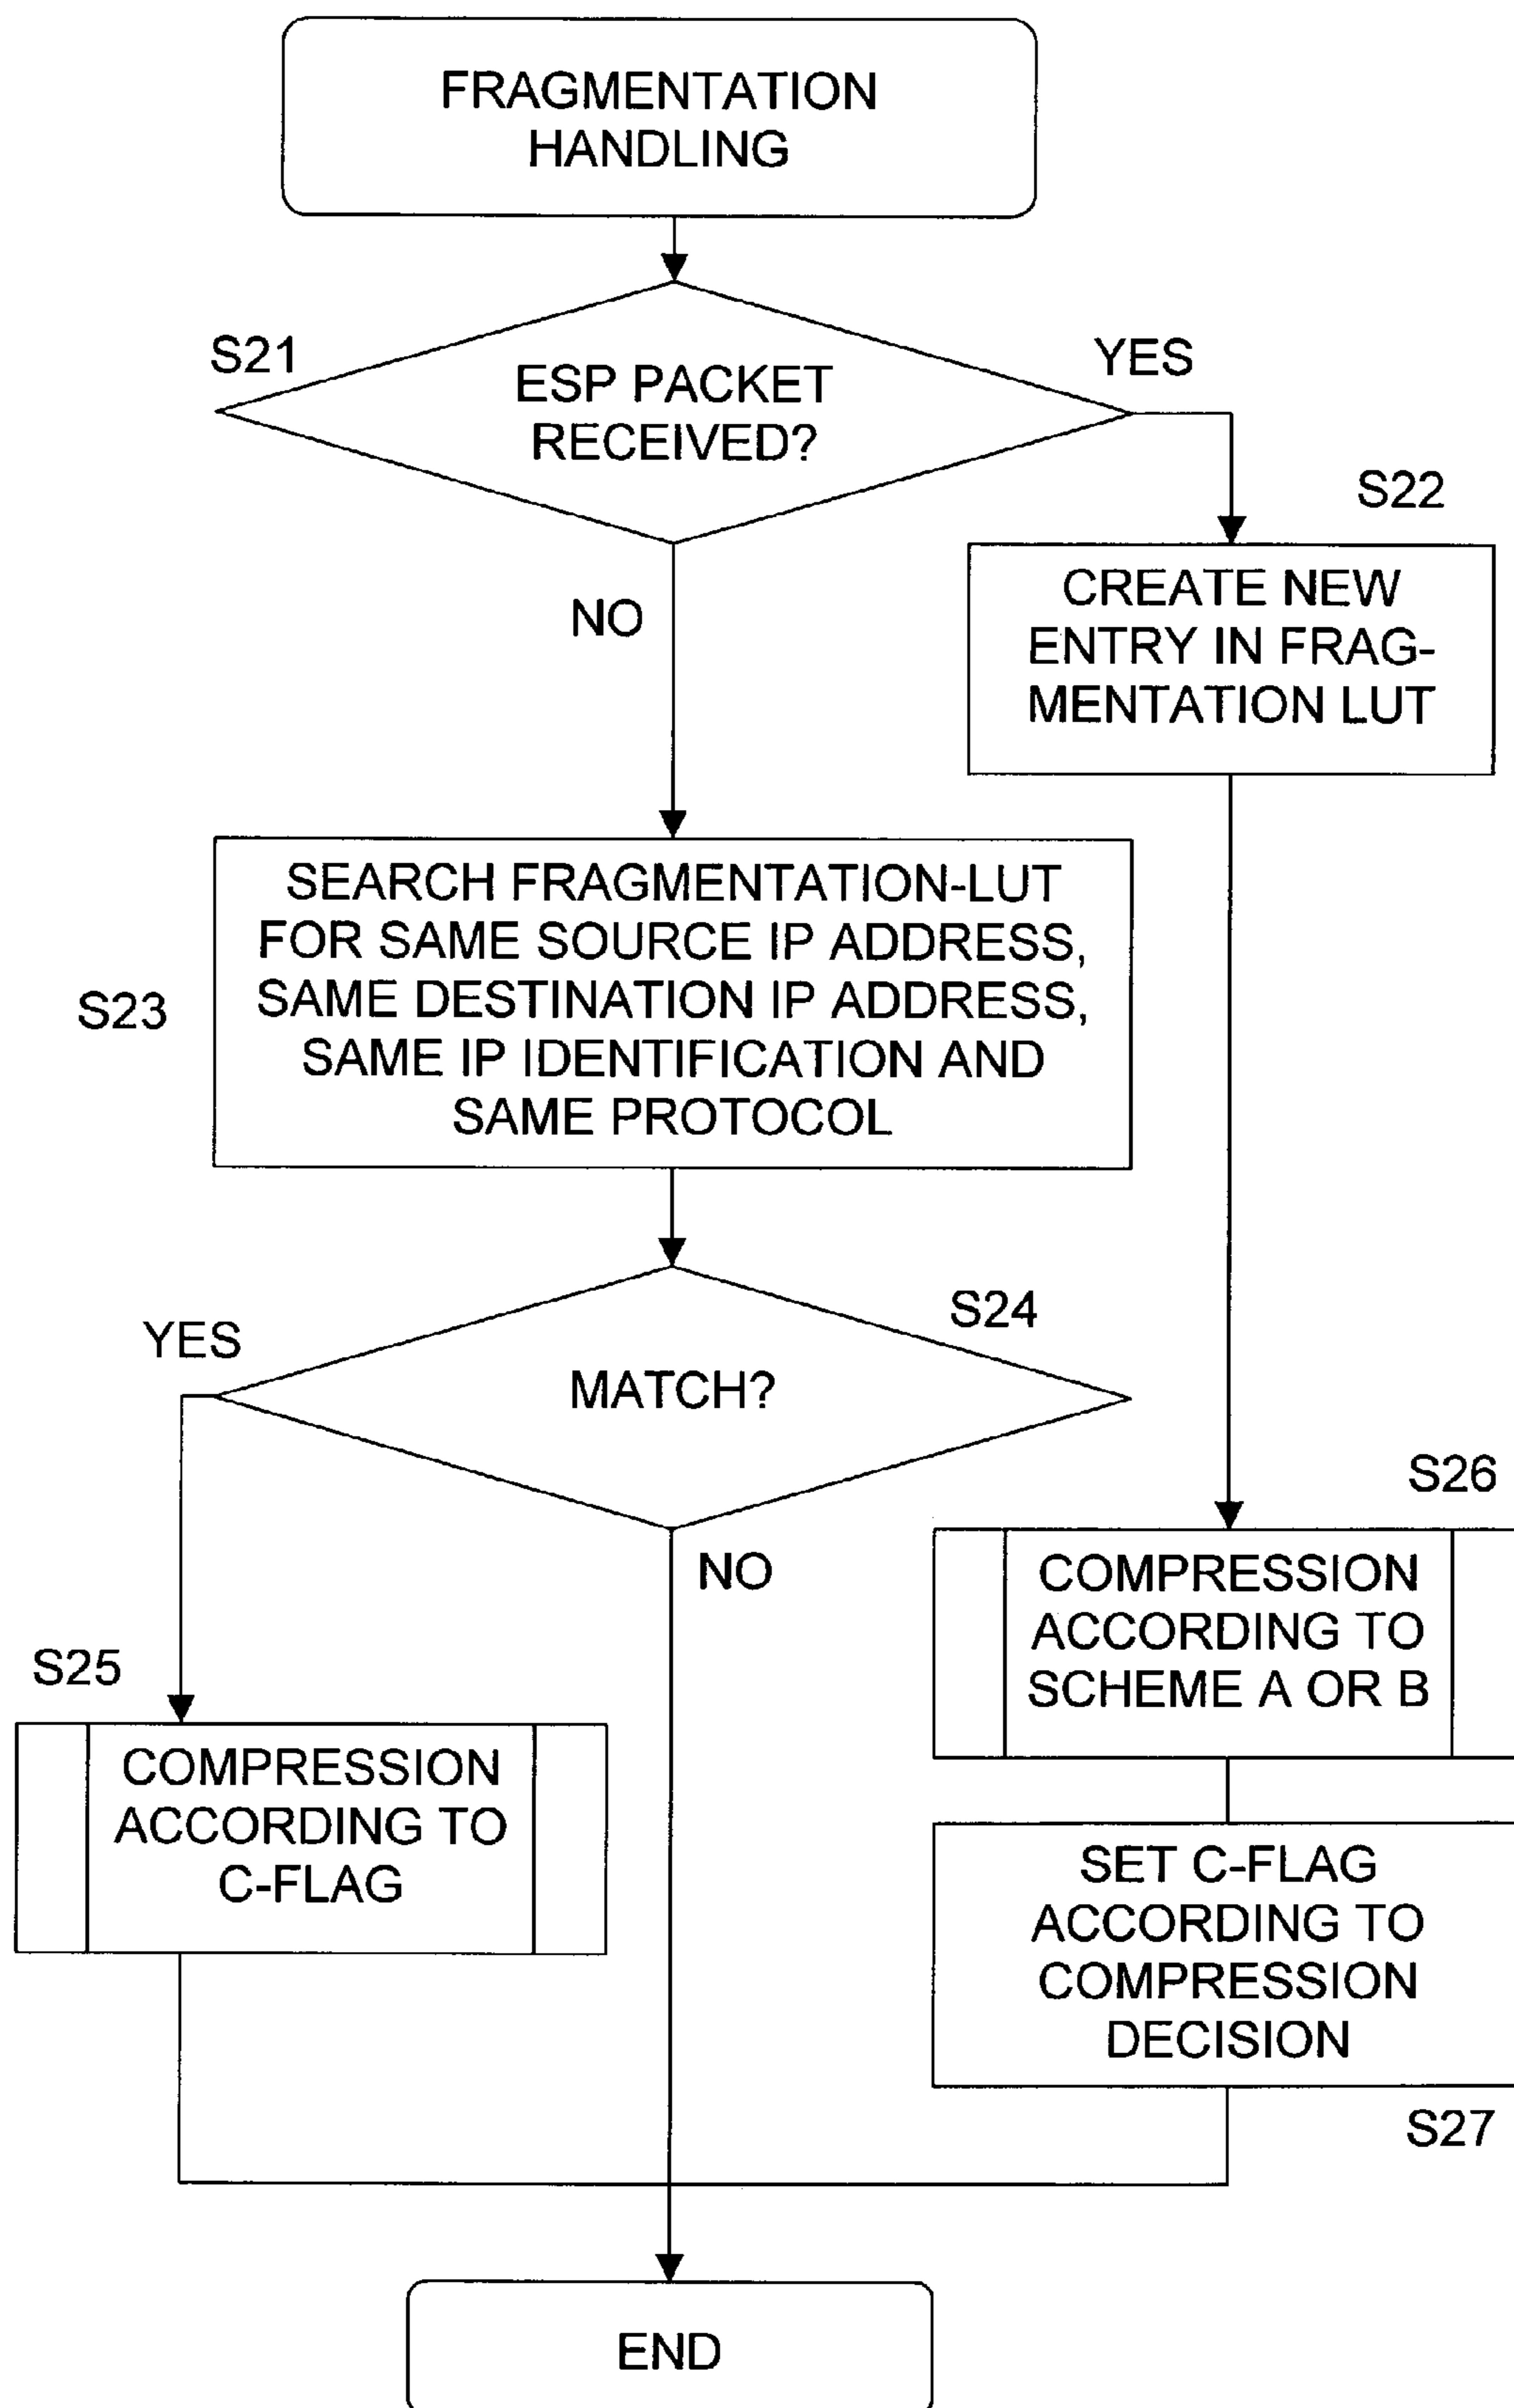 FRAGMENTATION
HANDLING
S21
ESP PACKET
RECEIVED?
YES
NO
S22
CREATE NEW
ENTRY IN FRAG-
MENTATION LUT
S23
SEARCH FRAGMENTATION-LUT
FOR SAME SOURCE IP ADDRESS,
SAME DESTINATION IP ADDRESS,
SAME IP IDENTIFICATION AND
SAME PROTOCOL
S24
YES
MATCH?
NO
S26
COMPRESSION
ACCORDING TO
SCHEME A OR B
S25
COMPRESSION
ACCORDING TO
C-FLAG
SET C-FLAG
ACCORDING TO
COMPRESSION
DECISION
S27
END